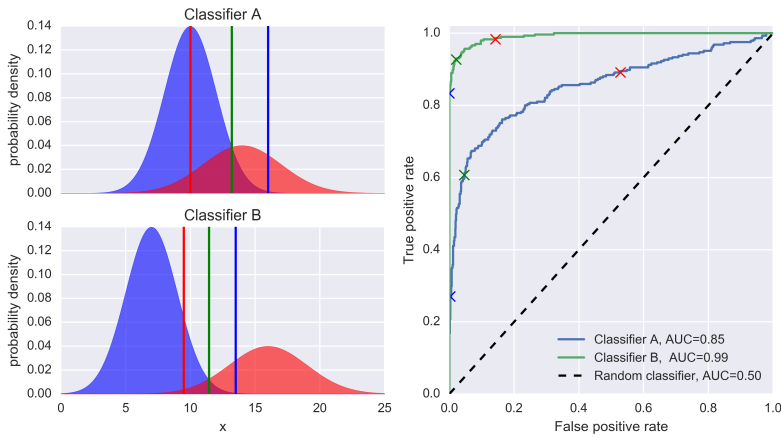 Classifier A
probability density
0.14
0.12
0.10
0.08
0.06
0.04
0.02
0.00
Classifier B
probability density
0.14
0.12
0.10
0.08
0.06
0.04
0.02
0.00
0 5 10 15 20 25
x
True positive rate
1.0
0.8
0.6
0.4
0.2
0.0
Classifier A, AUC=0.85
Classifier B, AUC=0.99
Random classifier, AUC=0.50
0.0 0.2 0.4 0.6 0.8 1.0
False positive rate